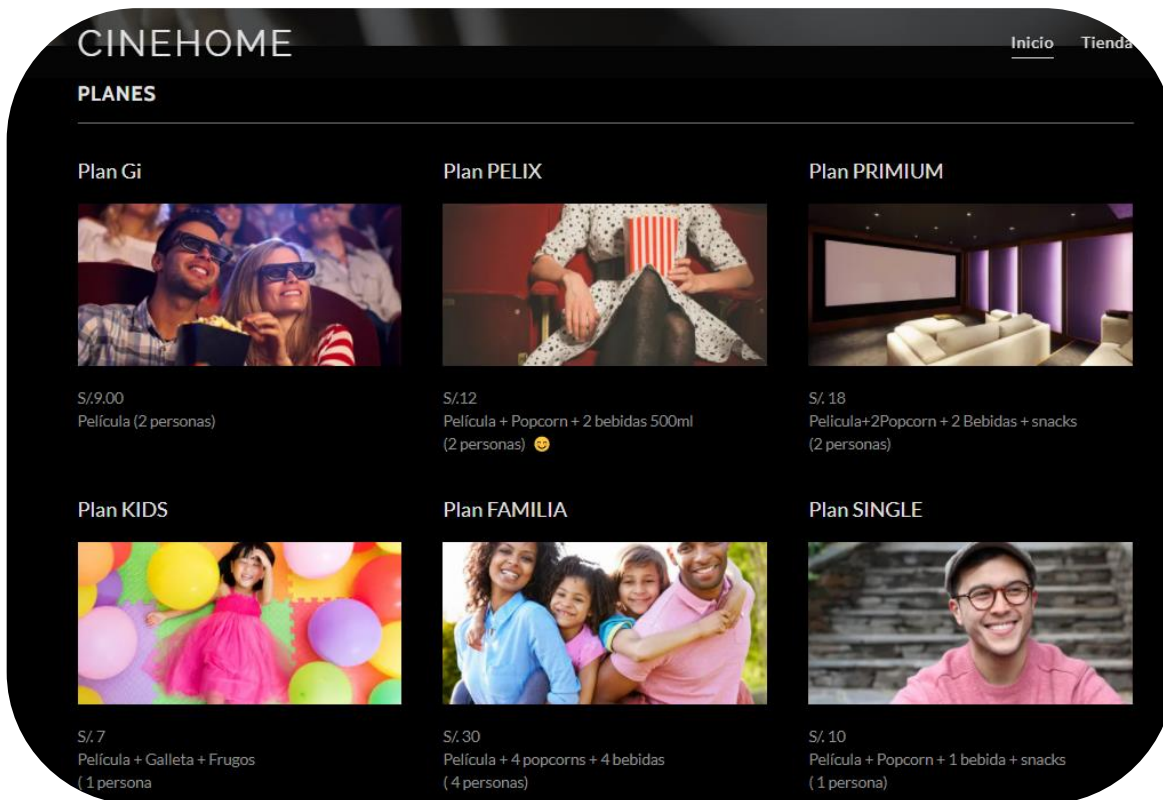 CINEHOME
Inicio Tienda
PLANES
Plan Gi
S/.9.00
Película (2 personas)
Plan PELIX
S/.12
Película + Popcorn + 2 bebidas 500ml
(2 personas) 😊
Plan PRIMIUM
S/. 18
Pelicula+2Popcorn + 2 Bebidas + snacks
(2 personas)
Plan KIDS
S/. 7
Película + Galleta + Frugos
( 1 persona
Plan FAMILIA
S/. 30
Película + 4 popcorns + 4 bebidas
( 4 personas)
Plan SINGLE
S/. 10
Película + Popcorn + 1 bebida + snacks
( 1 persona)